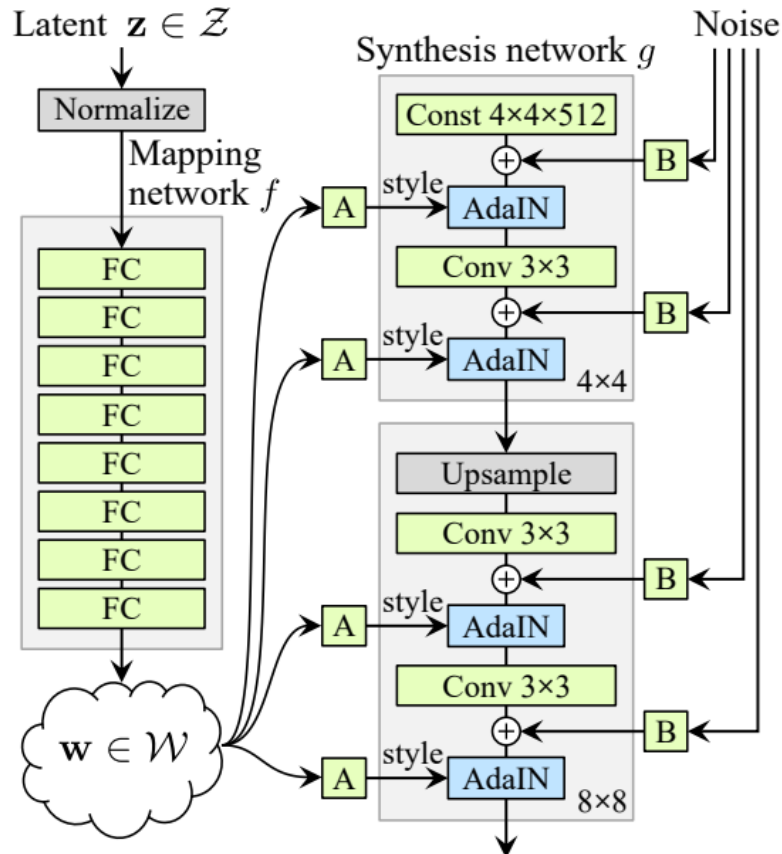 Latent z ∈ 𝒵
Normalize
Mapping
network f
FC
FC
FC
FC
FC
FC
FC
FC
w ∈ 𝒲
Synthesis network g
Noise
Const 4×4×512
+
B
A
style
AdaIN
Conv 3×3
+
B
A
style
AdaIN
4×4
Upsample
Conv 3×3
+
B
A
style
AdaIN
Conv 3×3
+
B
A
style
AdaIN
8×8